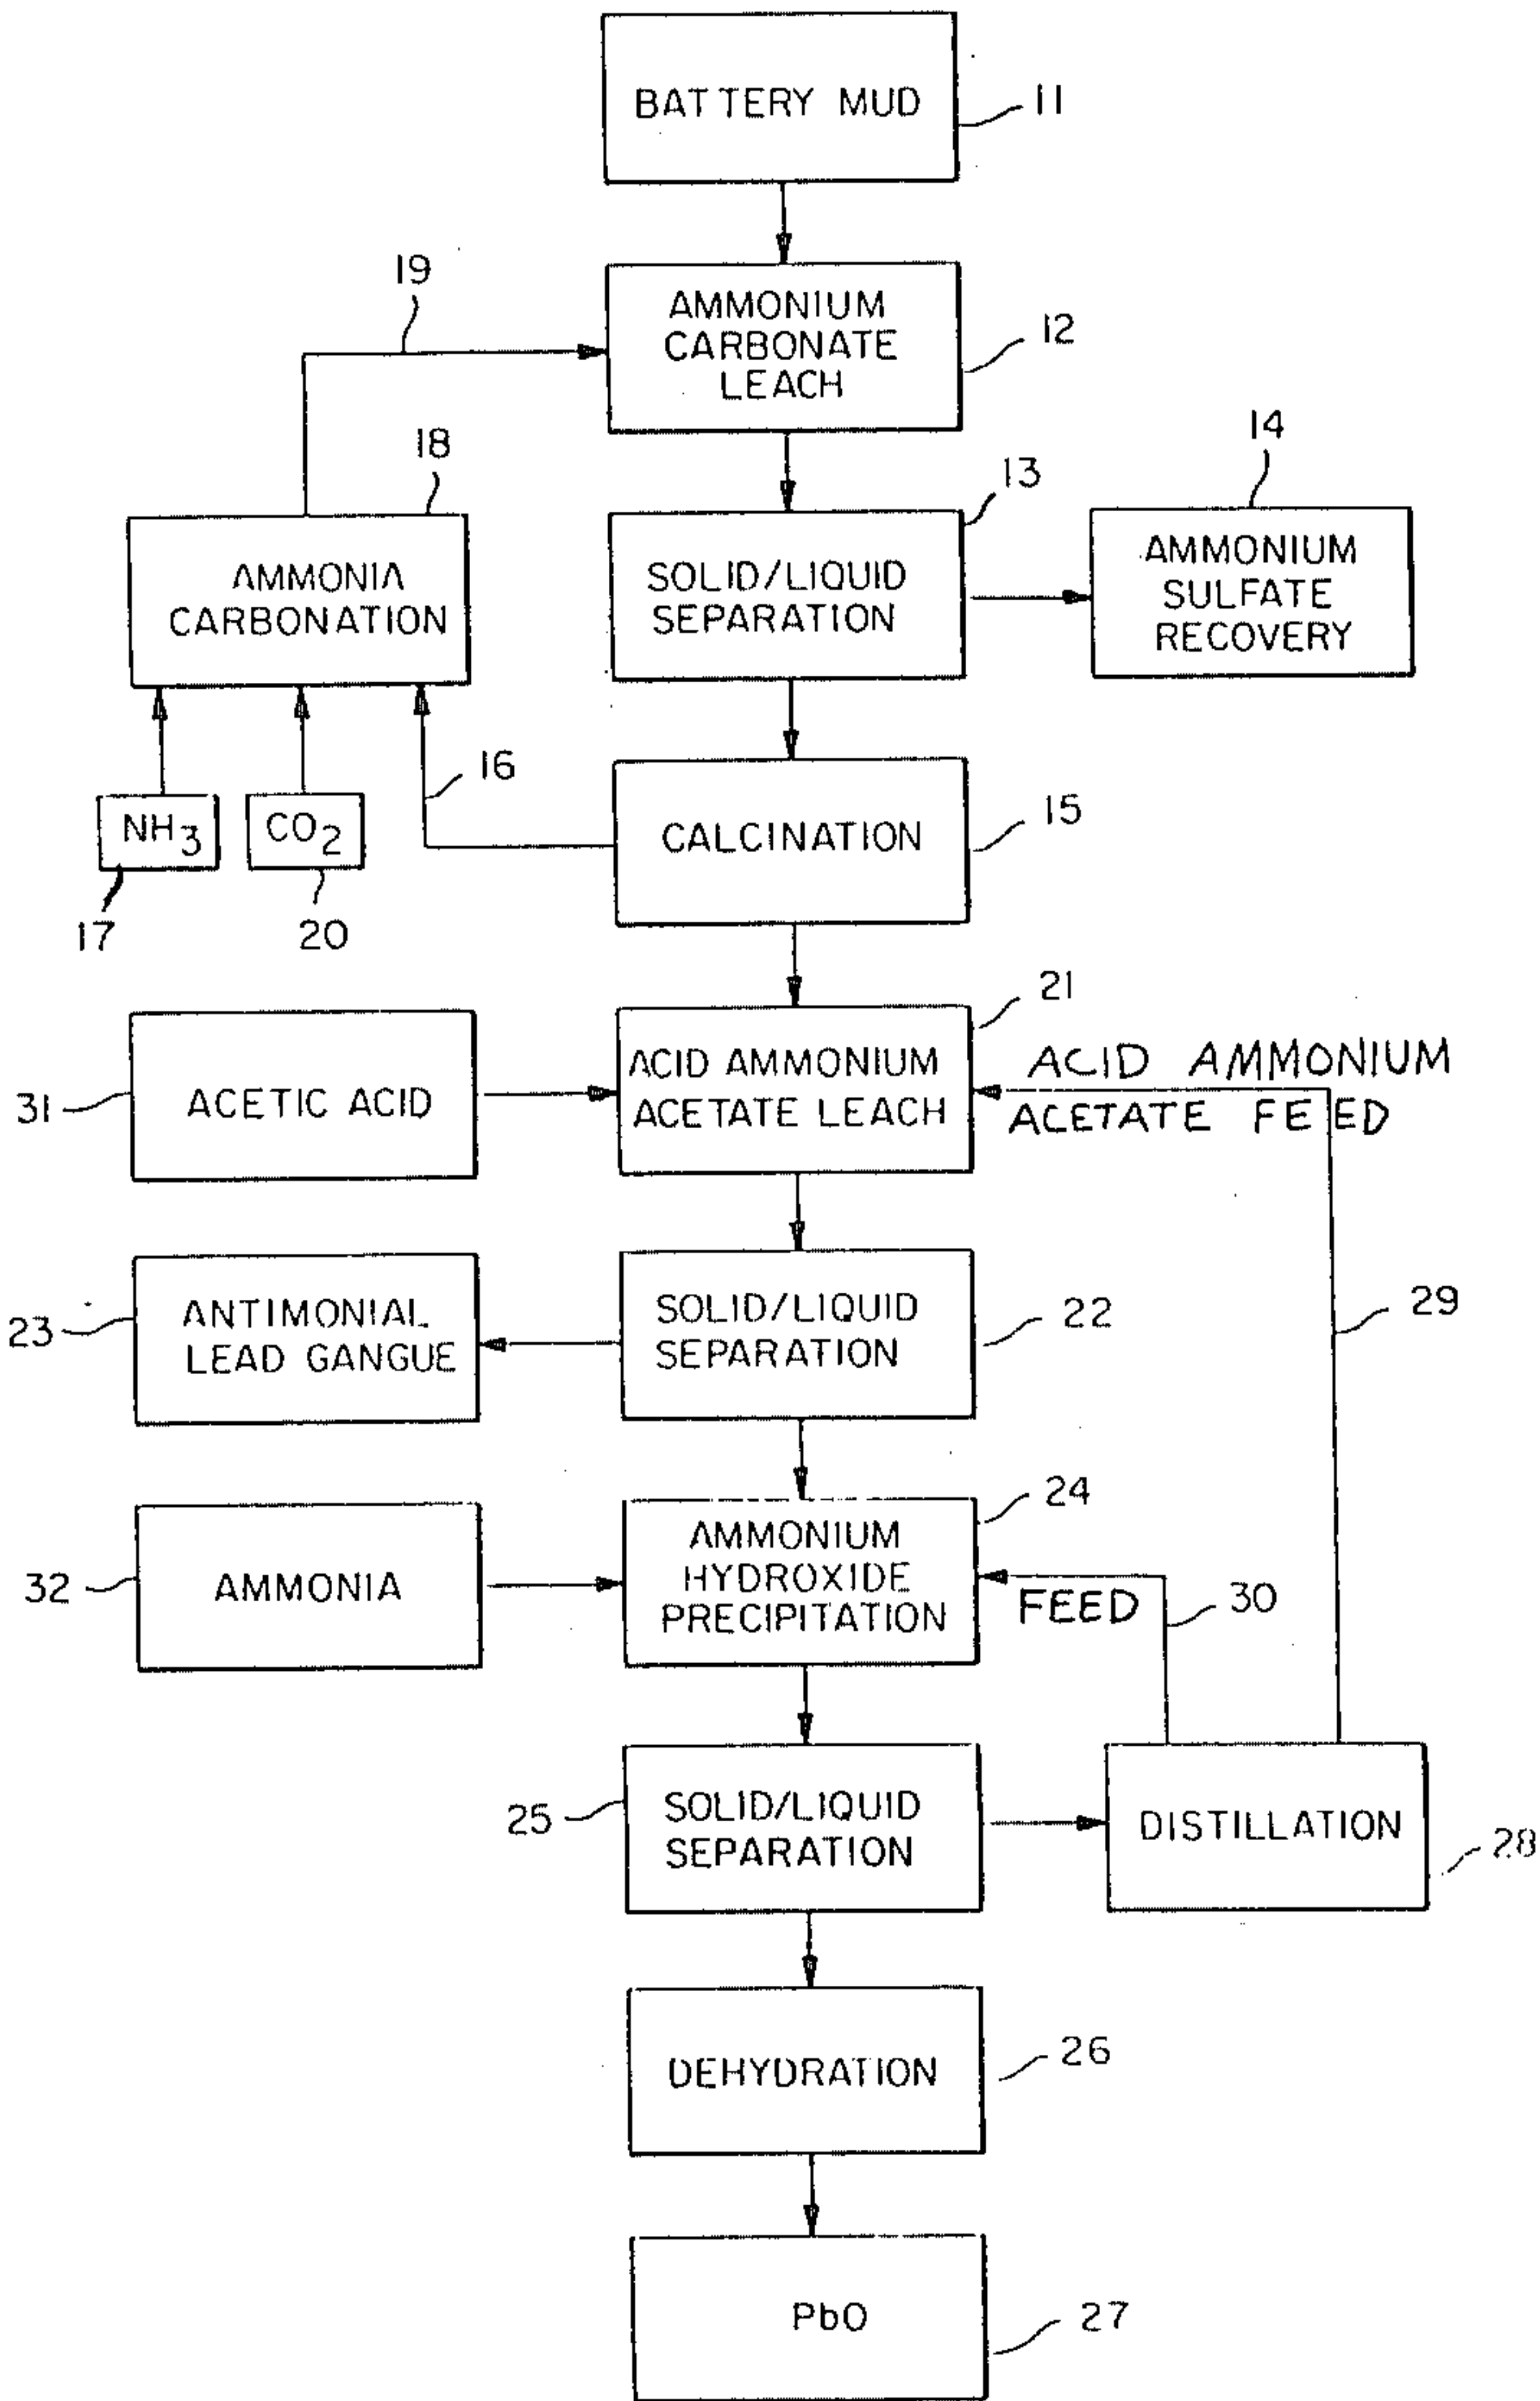 BATTERY MUD
11
19
AMMONIUM
CARBONATE
LEACH
12
18
13
14
AMMONIA
CARBONATION
SOLID/LIQUID
SEPARATION
AMMONIUM
SULFATE
RECOVERY
16
NH3
CO2
CALCINATION
15
17
20
21
31
ACETIC ACID
ACID AMMONIUM
ACETATE LEACH
ACID AMMONIUM
ACETATE FEED
23
ANTIMONIAL
LEAD GANGUE
SOLID/LIQUID
SEPARATION
22
29
24
32
AMMONIA
AMMONIUM
HYDROXIDE
PRECIPITATION
FEED
30
25
SOLID/LIQUID
SEPARATION
DISTILLATION
28
DEHYDRATION
26
PbO
27